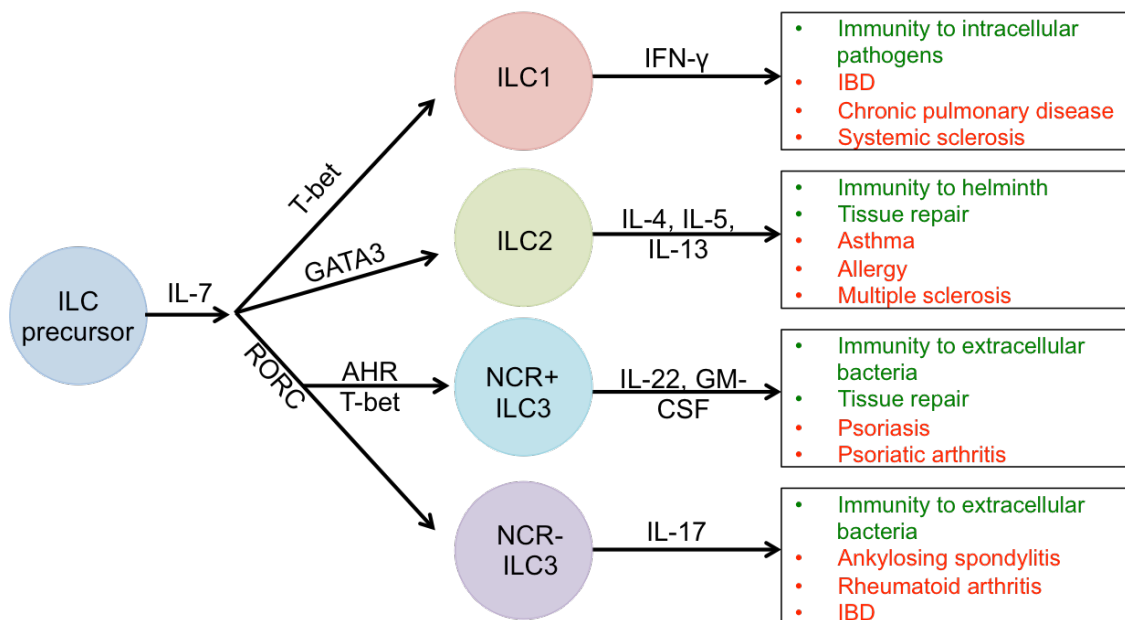 ILC
precursor
IL-7
T-bet
GATA3
RORC
AHR
T-bet
ILC1
IFN-γ
• Immunity to intracellular
pathogens
• IBD
• Chronic pulmonary disease
• Systemic sclerosis
ILC2
IL-4, IL-5,
IL-13
• Immunity to helminth
• Tissue repair
• Asthma
• Allergy
• Multiple sclerosis
NCR+
ILC3
IL-22, GM-
CSF
• Immunity to extracellular
bacteria
• Tissue repair
• Psoriasis
• Psoriatic arthritis
NCR-
ILC3
IL-17
• Immunity to extracellular
bacteria
• Ankylosing spondylitis
• Rheumatoid arthritis
• IBD